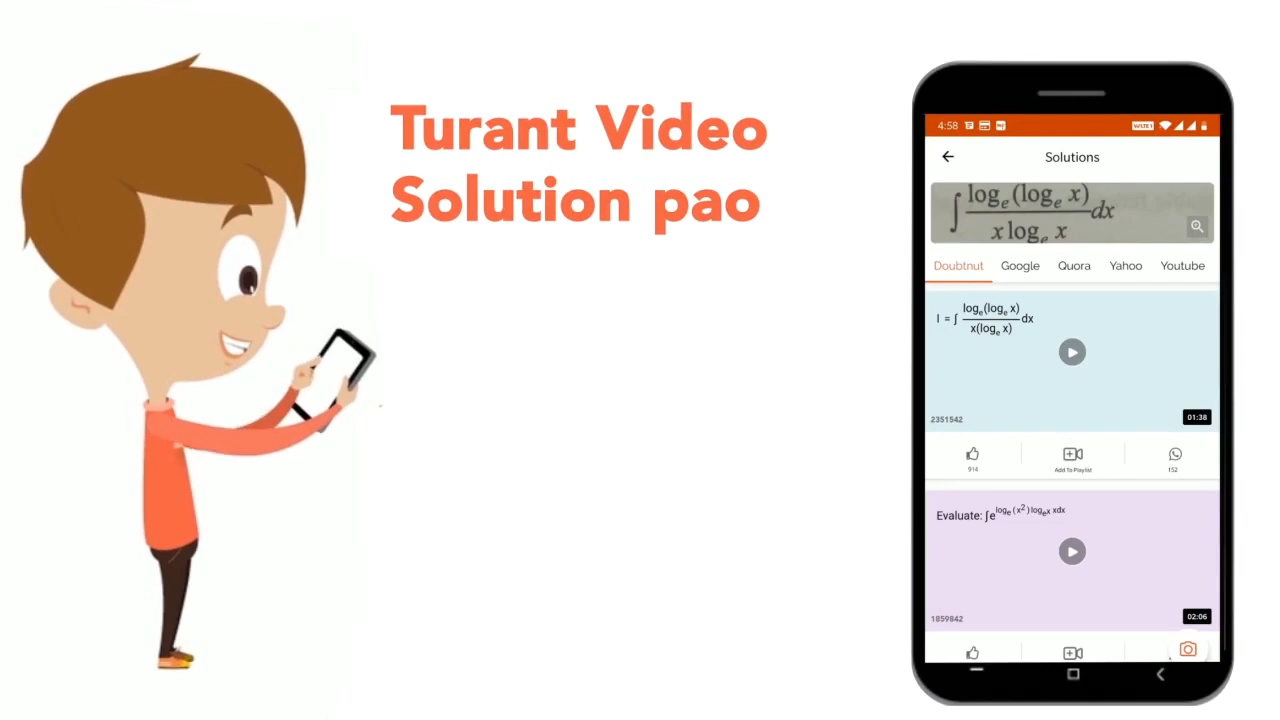 Turant Video
Solution pao
4:58
VoLTE1
Solutions
∫ logₑ(logₑ x) / x logₑ x dx
Doubtnut Google Quora Yahoo Youtube
I = ∫ logₑ(logₑ x) / x(logₑ x) dx
2351542
01:38
914 Add To Playlist 152
Evaluate: ∫e^logₑ(x²)logₑx xdx
1859842
02:06